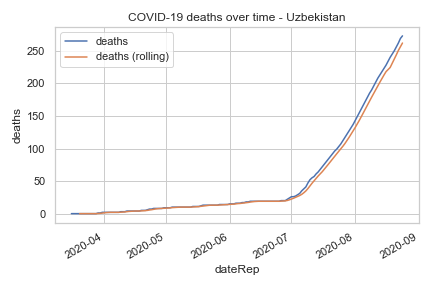 COVID-19 deaths over time - Uzbekistan
deaths
deaths (rolling)
deaths
250
200
150
100
50
0
2020-04
2020-05
2020-06
2020-07
2020-08
2020-09
dateRep